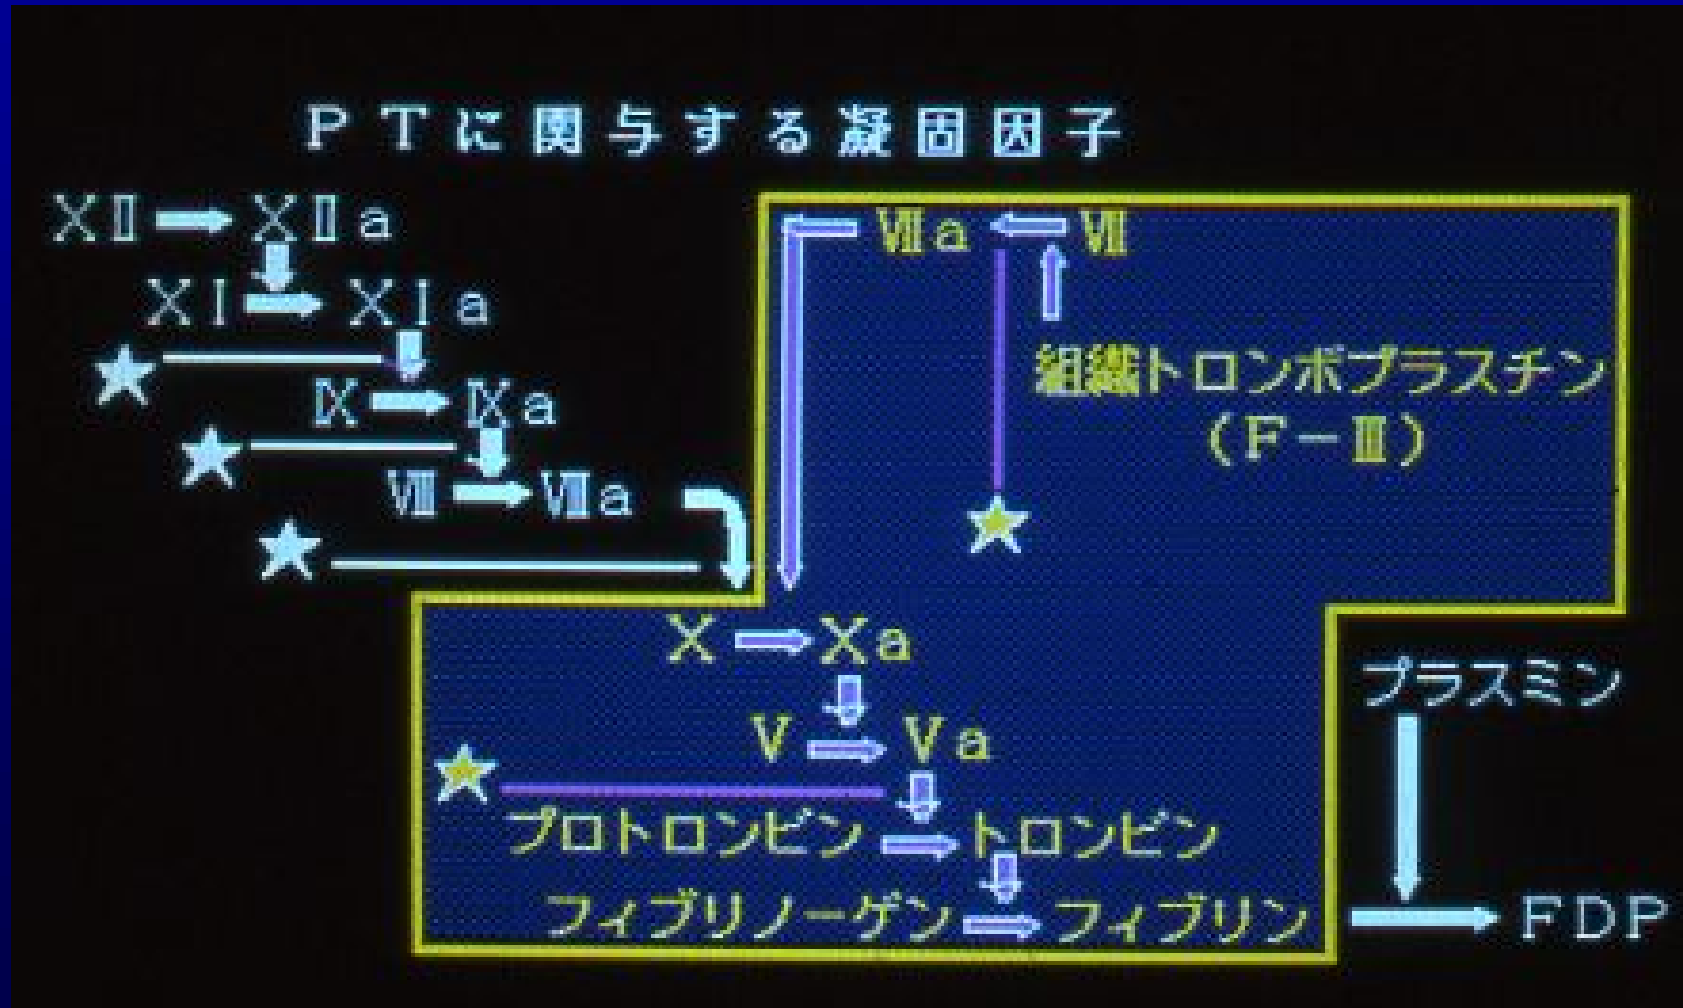 PTに関与する凝固因子
XⅡ XⅡa
Ⅶa Ⅶ
XⅠ XⅠa
組織トロンボプラスチン
(F-Ⅲ)
Ⅸ Ⅸa
Ⅷ Ⅷa
X Xa
プラスミン
V Va
プロトロンビン トロンビン
フィブリノーゲン フィブリン FDP